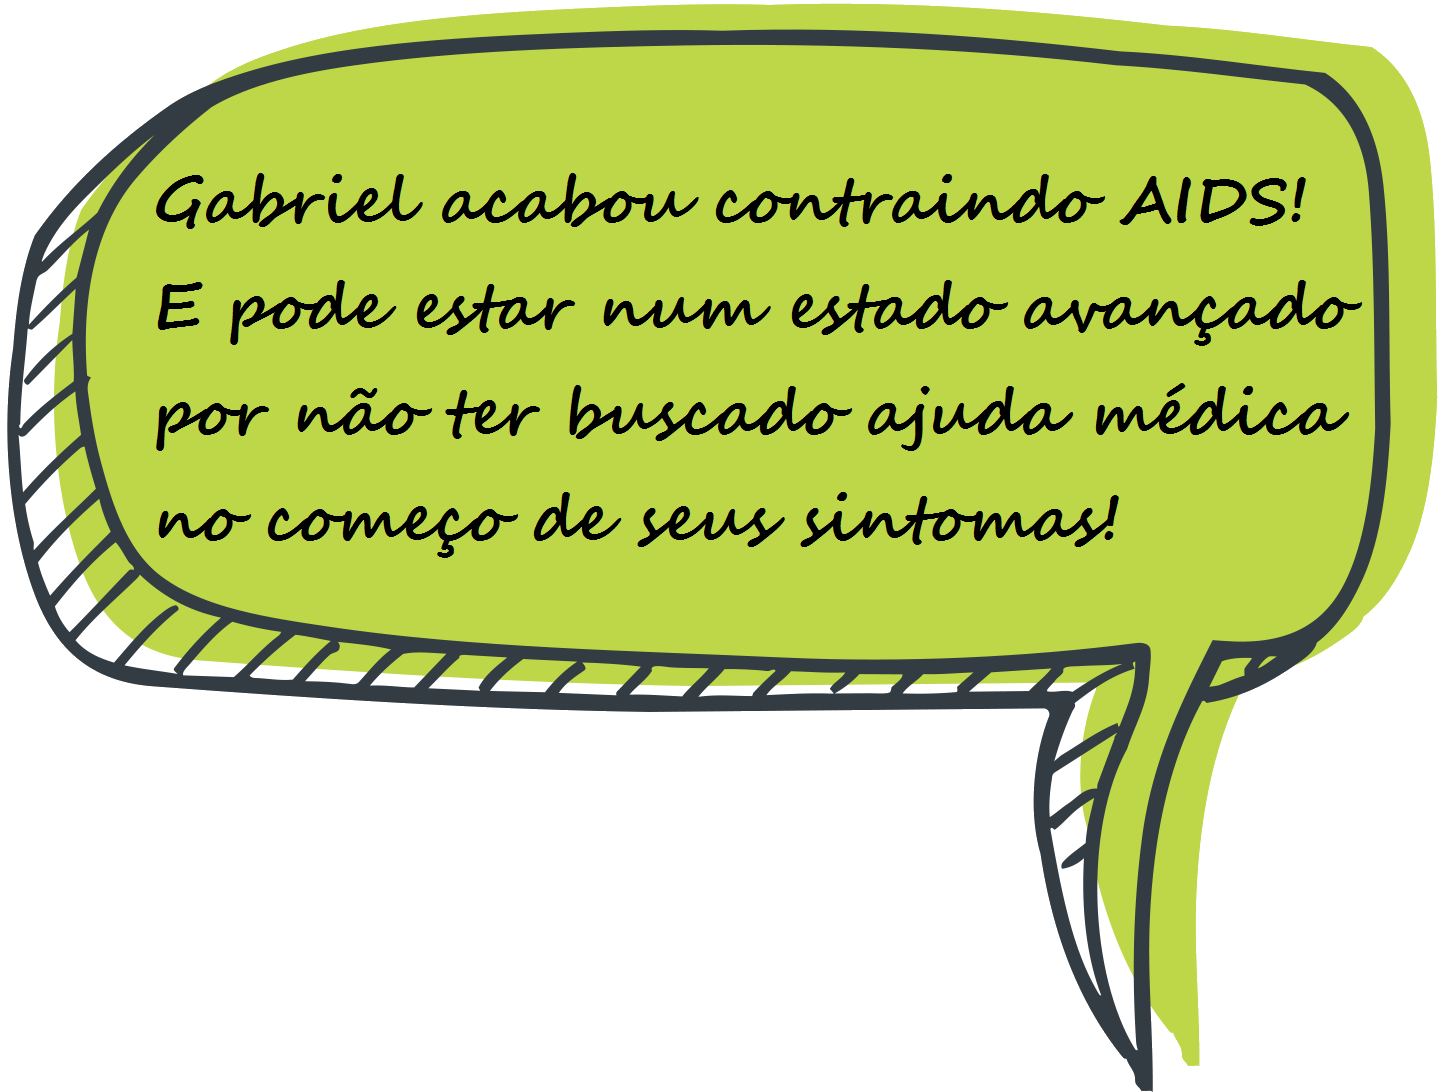 Gabriel acabou contraindo AIDS!
E pode estar num estado avançado
por não ter buscado ajuda médica
no começo de seus sintomas!